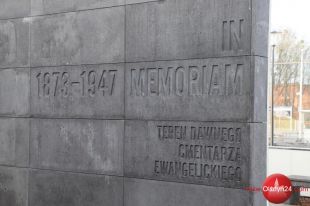 IN
1873-1947 MEMORIAM
TEREN DAWNEGO
CMENTARZA
EWANGELICKIEGO
Olsztyn24.com